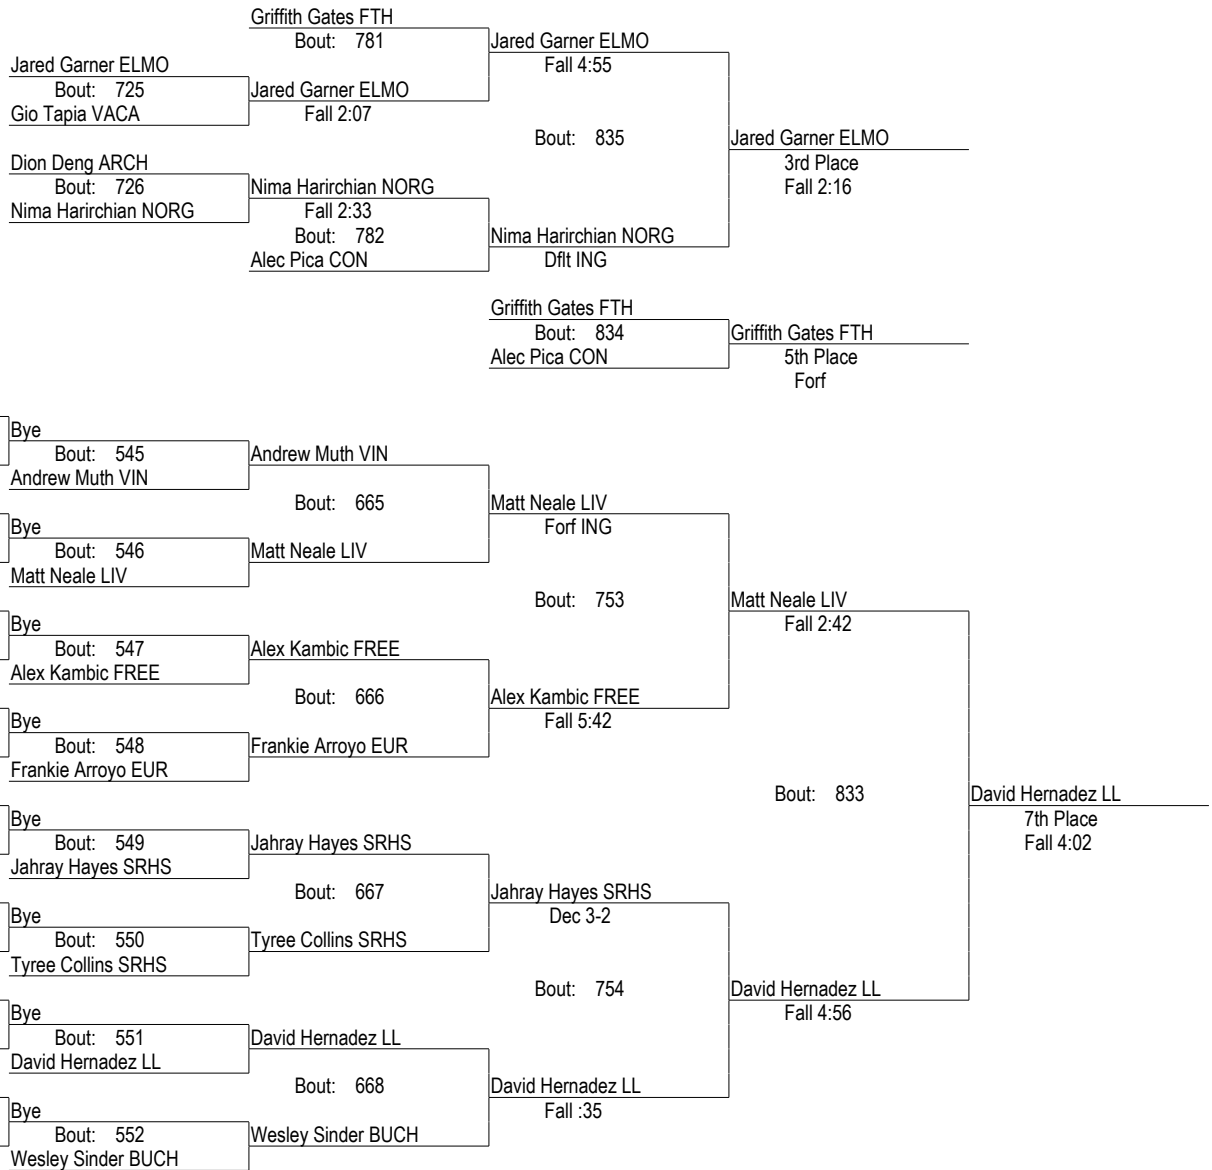 Griffith Gates FTH
Bout: 781
Jared Garner ELMO
Fall 4:55
Jared Garner ELMO
Bout: 725
Gio Tapia VACA
Jared Garner ELMO
Fall 2:07
Bout: 835
Jared Garner ELMO
3rd Place
Fall 2:16
Dion Deng ARCH
Bout: 726
Nima Harirchian NORG
Nima Harirchian NORG
Fall 2:33
Bout: 782
Alec Pica CON
Nima Harirchian NORG
Dflt ING
Griffith Gates FTH
Bout: 834
Alec Pica CON
Griffith Gates FTH
5th Place
Forf
Bye
Bout: 545
Andrew Muth VIN
Andrew Muth VIN
Bout: 665
Matt Neale LIV
Forf ING
Bye
Bout: 546
Matt Neale LIV
Matt Neale LIV
Bout: 753
Matt Neale LIV
Fall 2:42
Bye
Bout: 547
Alex Kambic FREE
Alex Kambic FREE
Bout: 666
Alex Kambic FREE
Fall 5:42
Bye
Bout: 548
Frankie Arroyo EUR
Frankie Arroyo EUR
Bout: 833
David Hernadez LL
7th Place
Fall 4:02
Bye
Bout: 549
Jahray Hayes SRHS
Jahray Hayes SRHS
Bout: 667
Jahray Hayes SRHS
Dec 3-2
Bye
Bout: 550
Tyree Collins SRHS
Tyree Collins SRHS
Bout: 754
David Hernadez LL
Fall 4:56
Bye
Bout: 551
David Hernadez LL
David Hernadez LL
Bout: 668
David Hernadez LL
Fall :35
Bye
Bout: 552
Wesley Sinder BUCH
Wesley Sinder BUCH